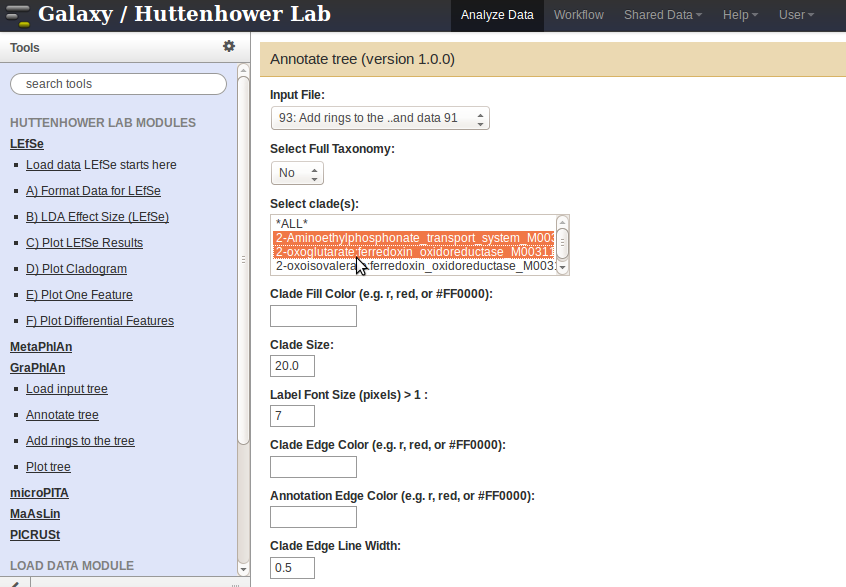 Galaxy / Huttenhower Lab
Analyze Data Workflow Shared Data Help User
Tools
search tools
HUTTENHOWER LAB MODULES
LEfSe
Load data LEfSe starts here
A) Format Data for LEfSe
B) LDA Effect Size (LEfSe)
C) Plot LEfSe Results
D) Plot Cladogram
E) Plot One Feature
F) Plot Differential Features
MetaPhlAn
GraPhlAn
Load input tree
Annotate tree
Add rings to the tree
Plot tree
microPITA
MaAsLin
PICRUSt
LOAD DATA MODULE
Annotate tree (version 1.0.0)
Input File:
93: Add rings to the ..and data 91
Select Full Taxonomy:
No
Select clade(s):
*ALL*
2-Aminoethylphosphonate_transport_system_M003
2-oxoglutarate:ferredoxin_oxidoreductase_M00311
2-oxoisovalerate:ferredoxin_oxidoreductase_M0031
Clade Fill Color (e.g. r, red, or #FF0000):
Clade Size:
20.0
Label Font Size (pixels) > 1 :
7
Clade Edge Color (e.g. r, red, or #FF0000):
Annotation Edge Color (e.g. r, red, or #FF0000):
Clade Edge Line Width:
0.5